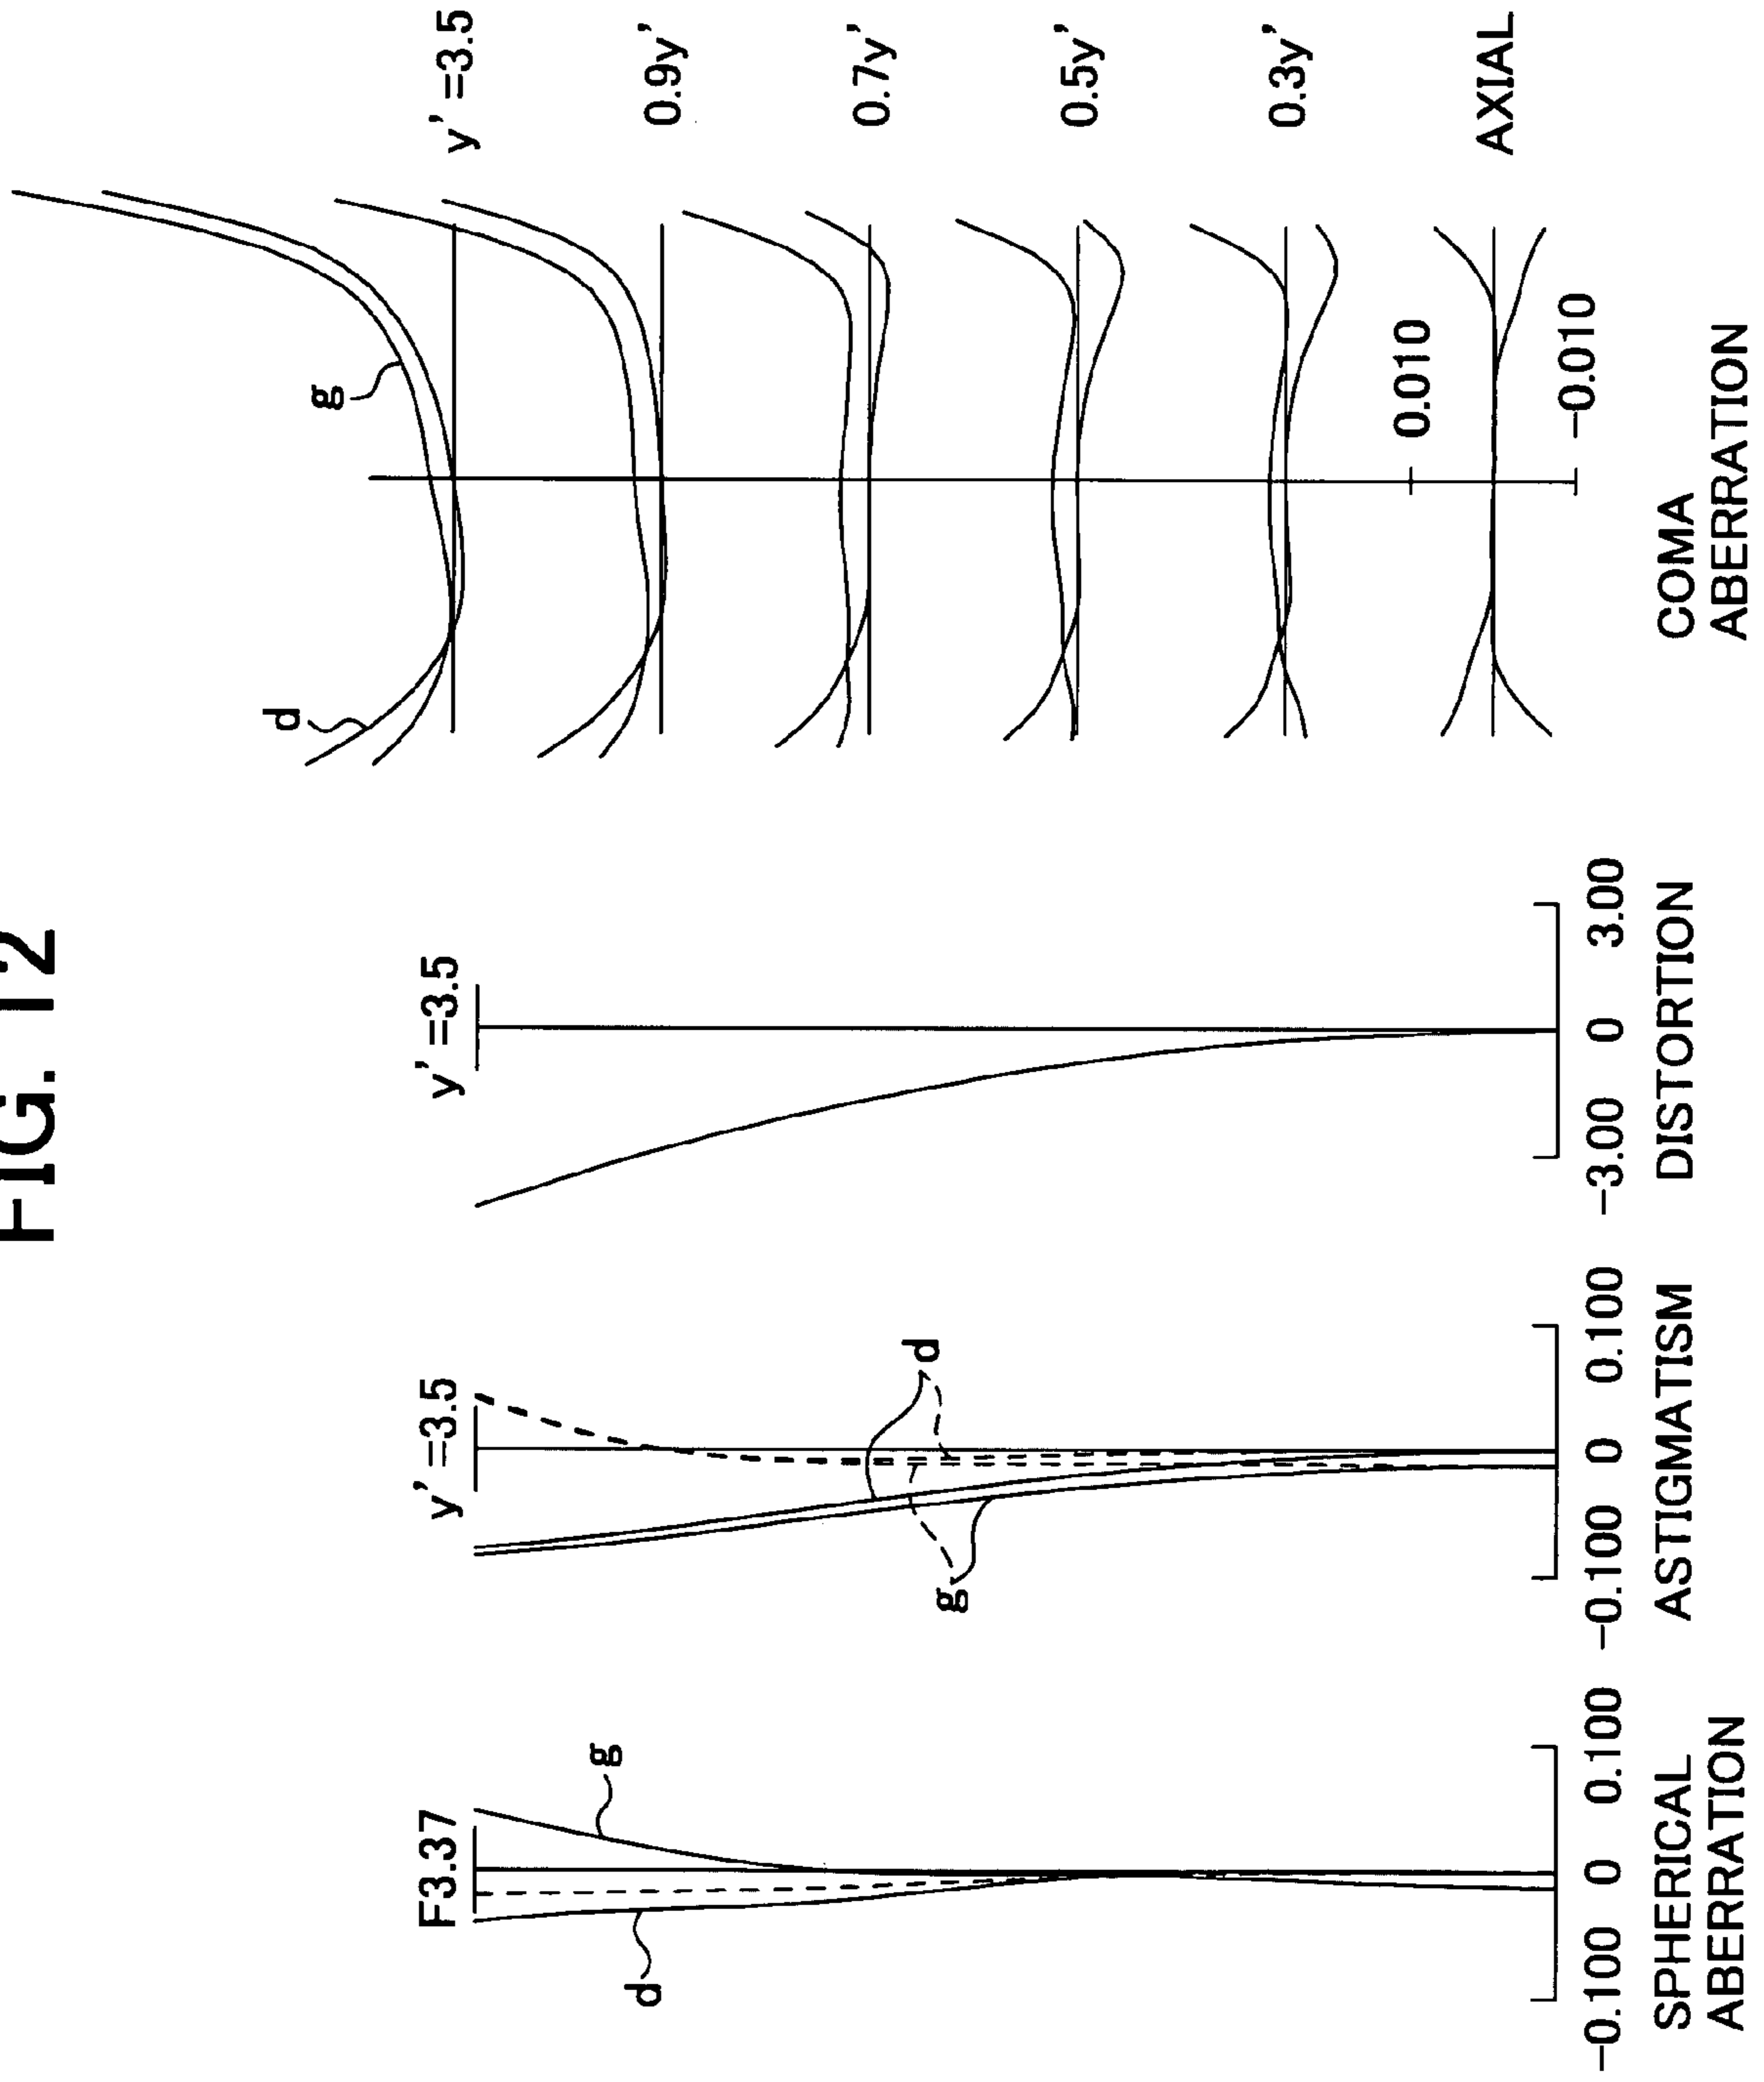 FIG. 12
F3.37
g
d
−0.100 0 0.100
SPHERICAL
ABERRATION
y' =3.5
d
g
−0.100 0 0.100
ASTIGMATISM
y' =3.5
−3.00 0 3.00
DISTORTION
d
g
y' =3.5
0.9y'
0.7y'
0.5y'
0.3y'
0.010
AXIAL
−0.010
COMA
ABERRATION